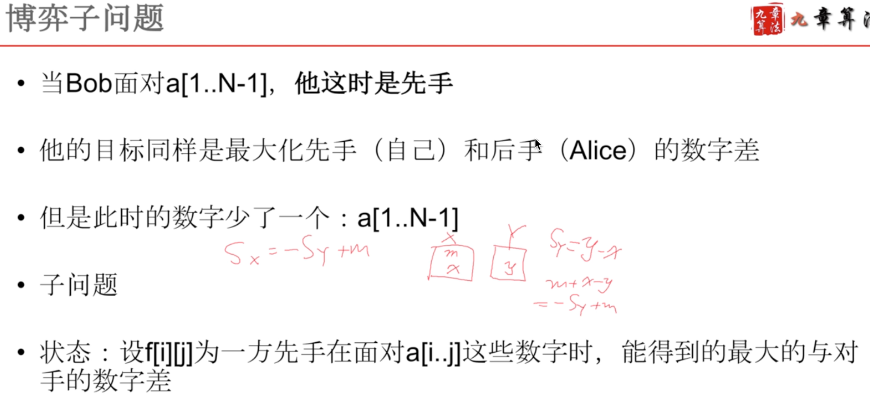 博弈子问题
九章算法
九章算法
• 当Bob面对a[1..N-1]，他这时是先手
• 他的目标同样是最大化先手（自己）和后手（Alice）的数字差
• 但是此时的数字少了一个：a[1..N-1]
Sx = -Sy + m
X
m
x
Y
y
Sy = y - x
m + x - y
= -Sy + m
• 子问题
• 状态：设f[i][j]为一方先手在面对a[i..j]这些数字时，能得到的最大的与对
手的数字差